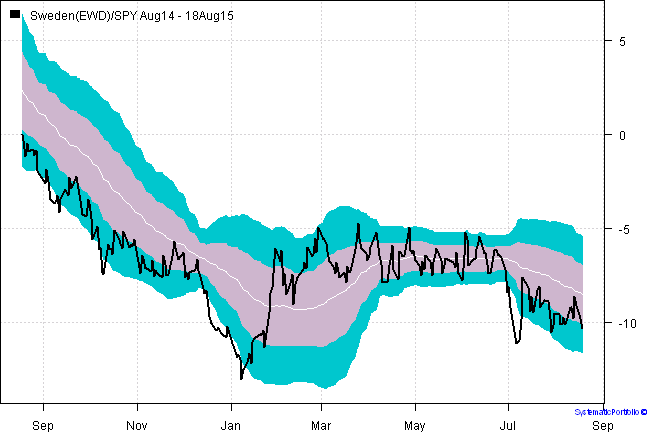 Sweden(EWD)/SPY Aug14 - 18Aug15
5
0
-5
-10
SystematicPortfolio ©
Sep Nov Jan Mar May Jul Sep